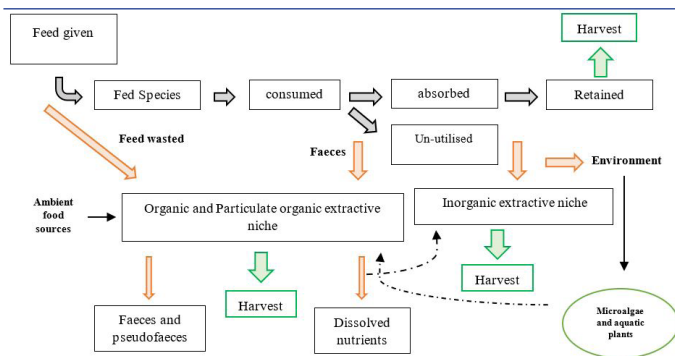 Feed given
Harvest
Fed Species
consumed
absorbed
Retained
Feed wasted
Faeces
Un-utilised
Environment
Ambient
food
sources
Organic and Particulate organic extractive
niche
Inorganic extractive niche
Harvest
Harvest
Faeces and
pseudofaeces
Dissolved
nutrients
Microalgae
and aquatic
plants